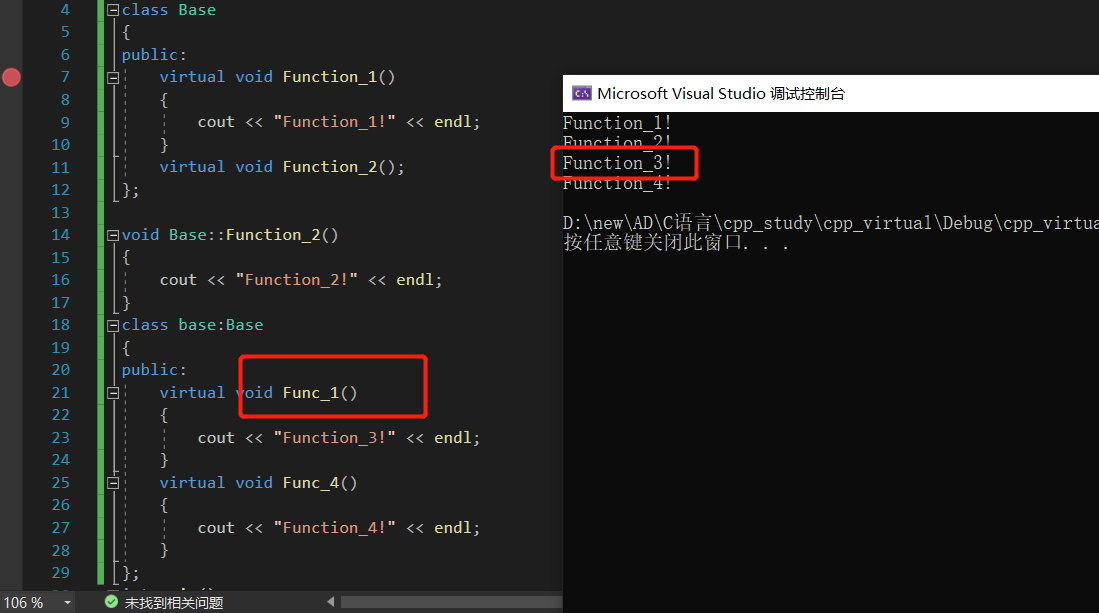 4 class Base
5 {
6 public:
7 virtual void Function_1()
8 {
9 cout << "Function_1!" << endl;
10 }
11 virtual void Function_2();
12 };
13
14 void Base::Function_2()
15 {
16 cout << "Function_2!" << endl;
17 }
18 class base:Base
19 {
20 public:
21 virtual void Func_1()
22 {
23 cout << "Function_3!" << endl;
24 }
25 virtual void Func_4()
26 {
27 cout << "Function_4!" << endl;
28 }
29 };
106 %
未找到相关问题
Microsoft Visual Studio 调试控制台
Function_1!
Function_2!
Function_3!
Function_4!
D:\new\AD\C语言\cpp_study\cpp_virtual\Debug\cpp_virtua
按任意键关闭此窗口. . .